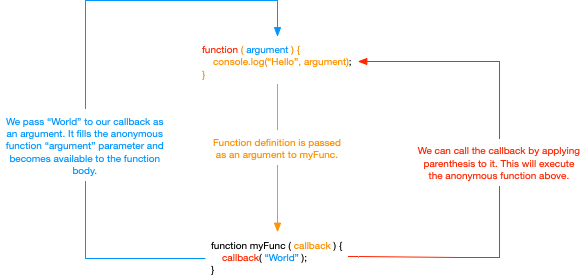 function ( argument ) {
console.log("Hello", argument);
}
We pass “World” to our callback as
an argument. It fills the anonymous
function “argument” parameter and
becomes available to the function
body.
Function definition is passed
as an argument to myFunc.
We can call the callback by applying
parenthesis to it. This will execute
the anonymous function above.
function myFunc ( callback ) {
callback( “World” );
}